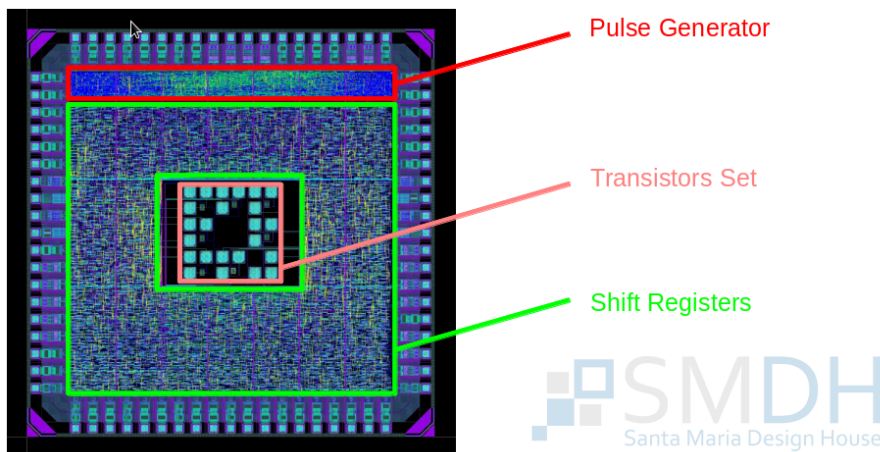 Pulse Generator
Transistors Set
Shift Registers
SMDH
Santa Maria Design House